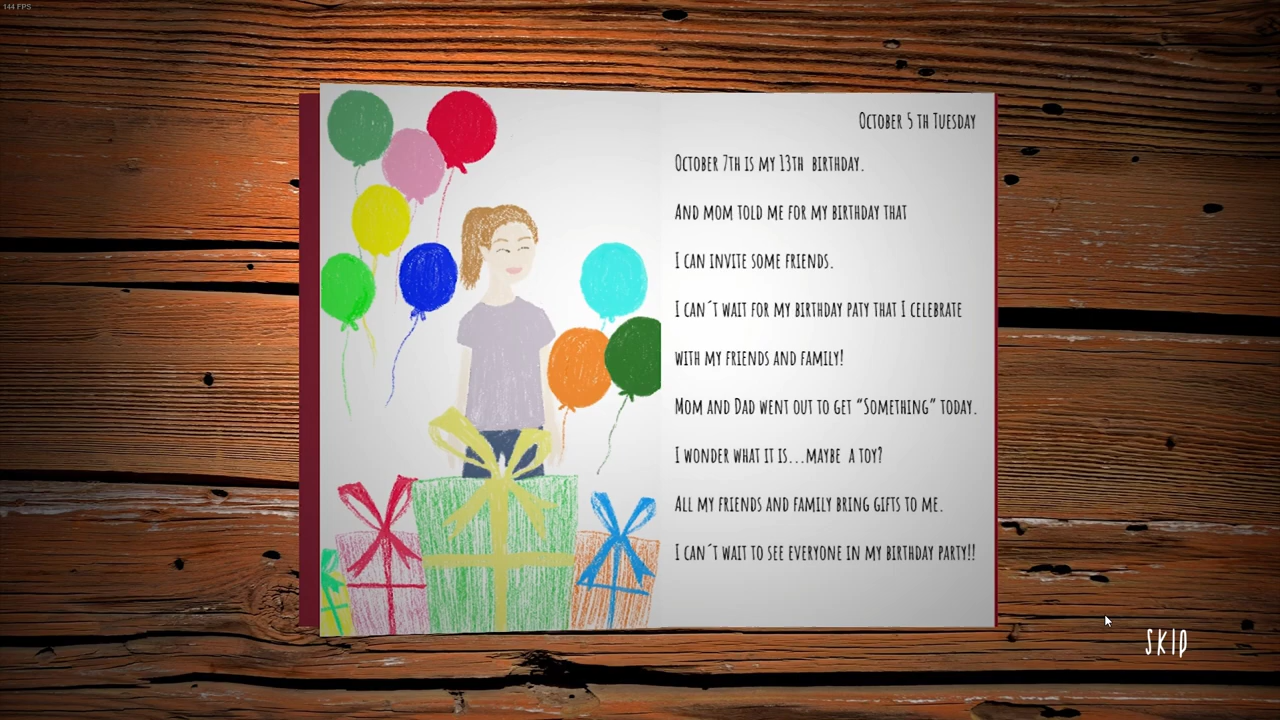 144 FPS
October 5 th Tuesday
October 7th is my 13th birthday.
And mom told me for my birthday that
I can invite some friends.
I can´t wait for my birthday paty that I celebrate
with my friends and family!
Mom and Dad went out to get “Something” today.
I wonder what it is...maybe a toy?
All my friends and family bring gifts to me.
I can´t wait to see everyone in my birthday party!!
SKIP